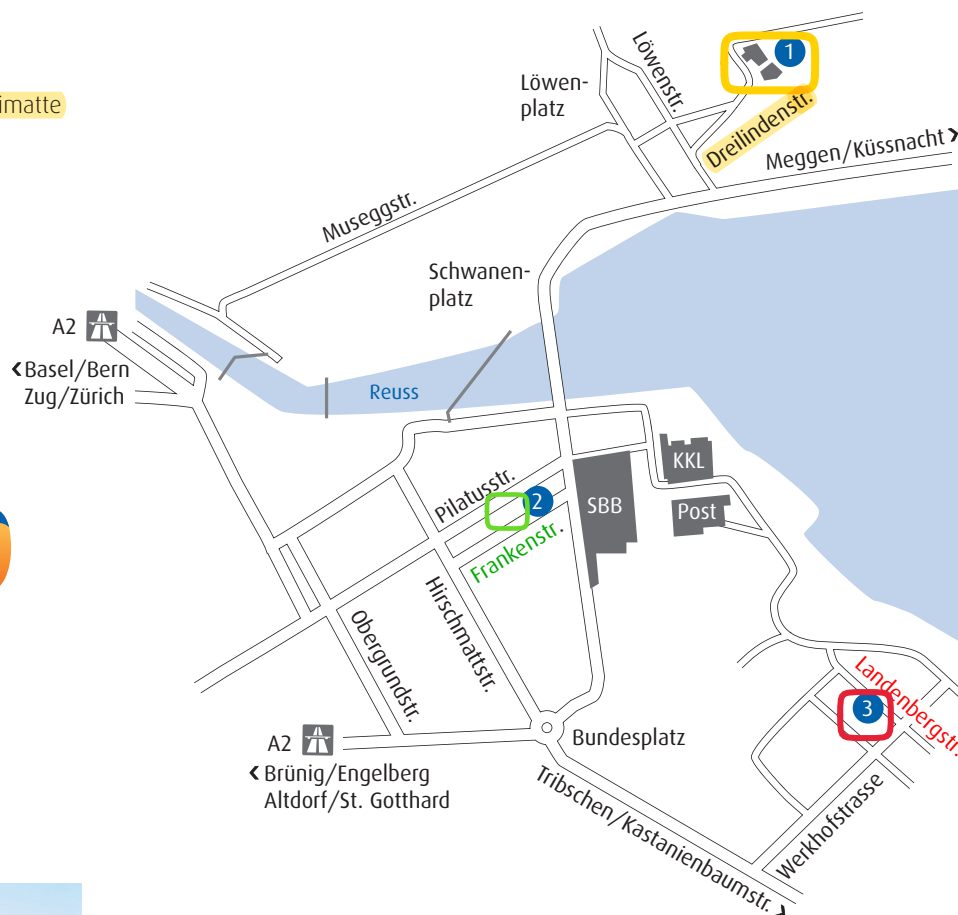 imatte
Löwen-
platz
Löwenstr.
1
Dreilindenstr.
Meggen/Küssnacht
Museggstr.
Schwanen-
platz
A2
Basel/Bern
Zug/Zürich
Reuss
Pilatusstr.
2
Frankenstr.
SBB
KKL
Post
Hirschmattstr.
Obergrundstr.
Landenbergstr.
3
A2
Brünig/Engelberg
Altdorf/St. Gotthard
Bundesplatz
Tribschen/Kastanienbaumstr.
Werkhofstrasse